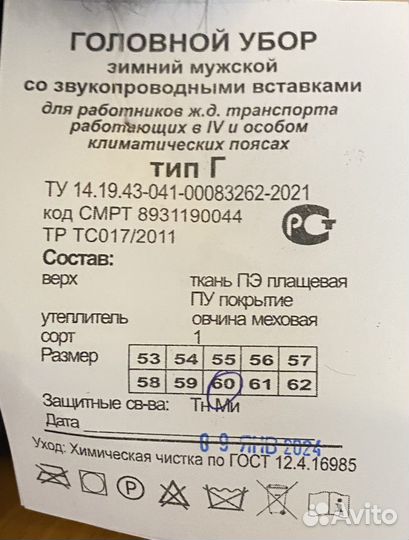 ГОЛОВНОЙ УБОР
зимний мужской
со звукопроводными вставками
для работников ж.д. транспорта
работающих в IV и особом
климатических поясах
тип Г
ТУ 14.19.43-041-00083262-2021
код СМРТ 8931190044
ТР ТС017/2011
РСТ
Состав:
верх ткань ПЭ плащевая
ПУ покрытие
утеплитель овчина меховая
сорт 1
Размер 53 54 55 56 57
58 59 60 61 62
Защитные св-ва: Тн Ми
Дата 09 ЯНВ 2024
Уход: Химическая чистка по ГОСТ 12.4.16985
P
Avito